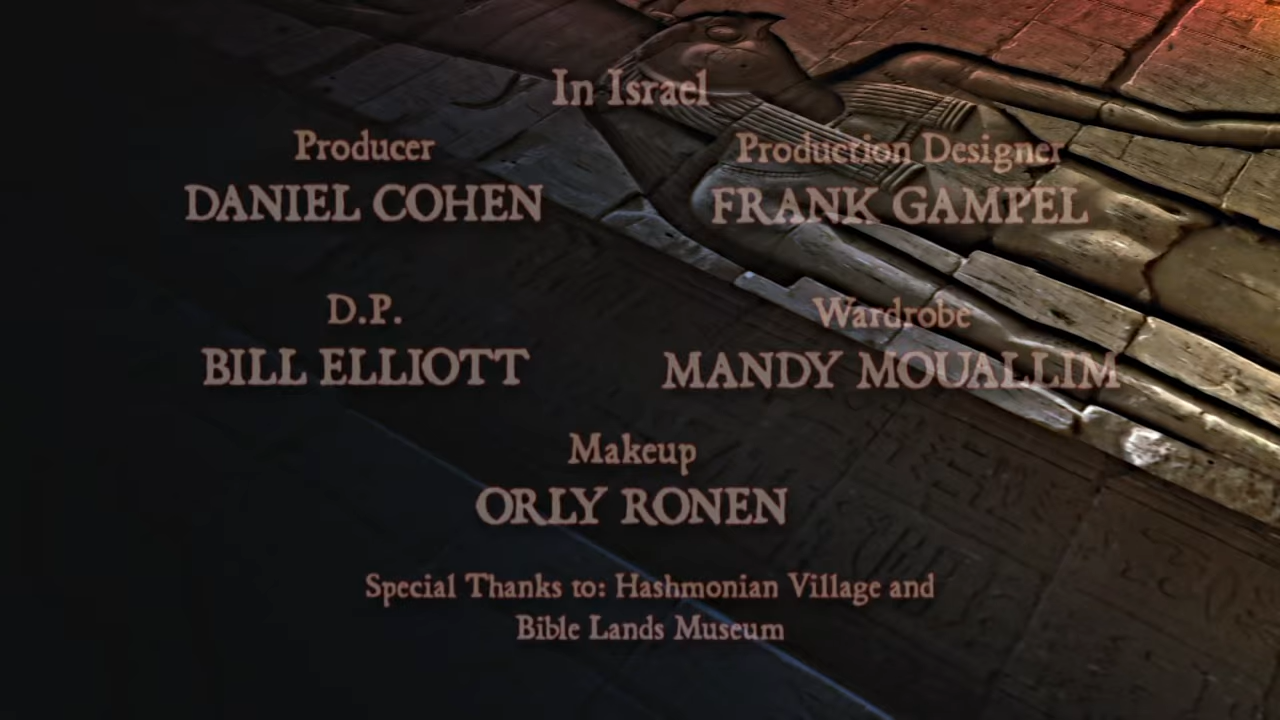 In Israel
Producer
DANIEL COHEN
Production Designer
FRANK GAMPEL
D.P.
BILL ELLIOTT
Wardrobe
MANDY MOUALLIM
Makeup
ORLY RONEN
Special Thanks to: Hashmonian Village and
Bible Lands Museum